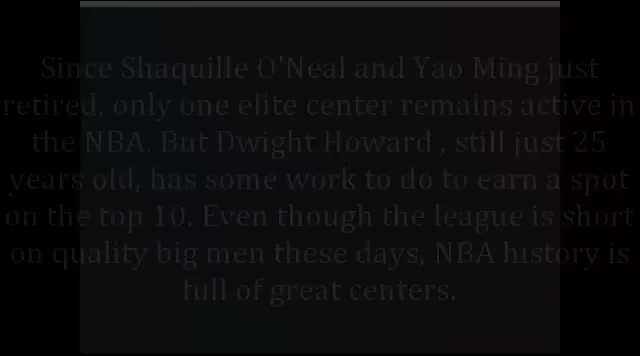 Since Shaquille O'Neal and Yao Ming just
retired, only one elite center remains active in
the NBA. But Dwight Howard , still just 25
years old, has some work to do to earn a spot
on the top 10. Even though the league is short
on quality big men these days, NBA history is
full of great centers.